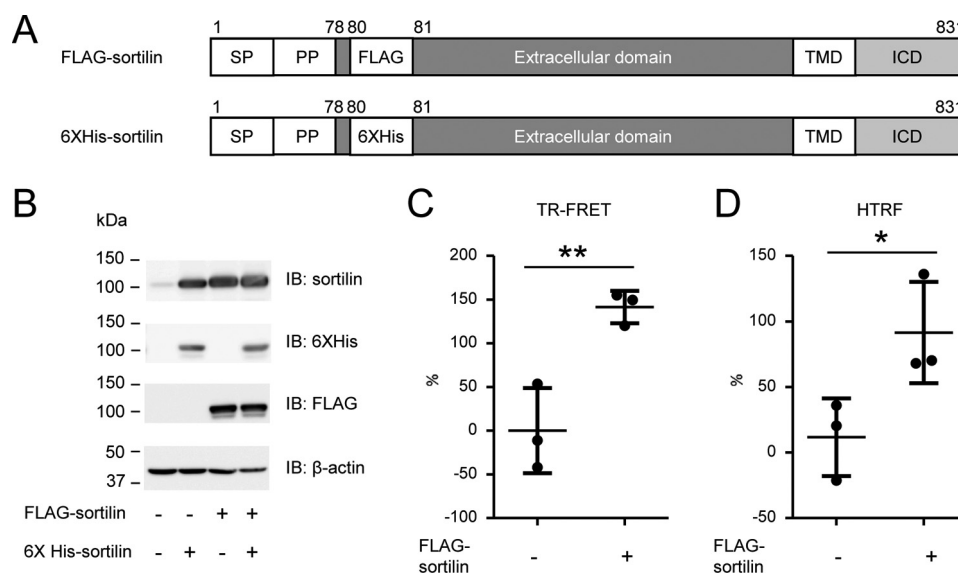 A
1 78 80 81 831
FLAG-sortilin SP PP FLAG Extracellular domain TMD ICD
1 78 80 81 831
6XHis-sortilin SP PP 6XHis Extracellular domain TMD ICD
B
kDa
150
100
IB: sortilin
150
100
IB: 6XHis
150
100
IB: FLAG
50
37
IB: β-actin
FLAG-sortilin - - + +
6X His-sortilin - + - +
C
TR-FRET
**
200
150
100
50
0
-50
-100
%
FLAG-
sortilin
- +
D
HTRF
*
150
100
50
0
-50
%
FLAG-
sortilin
- +